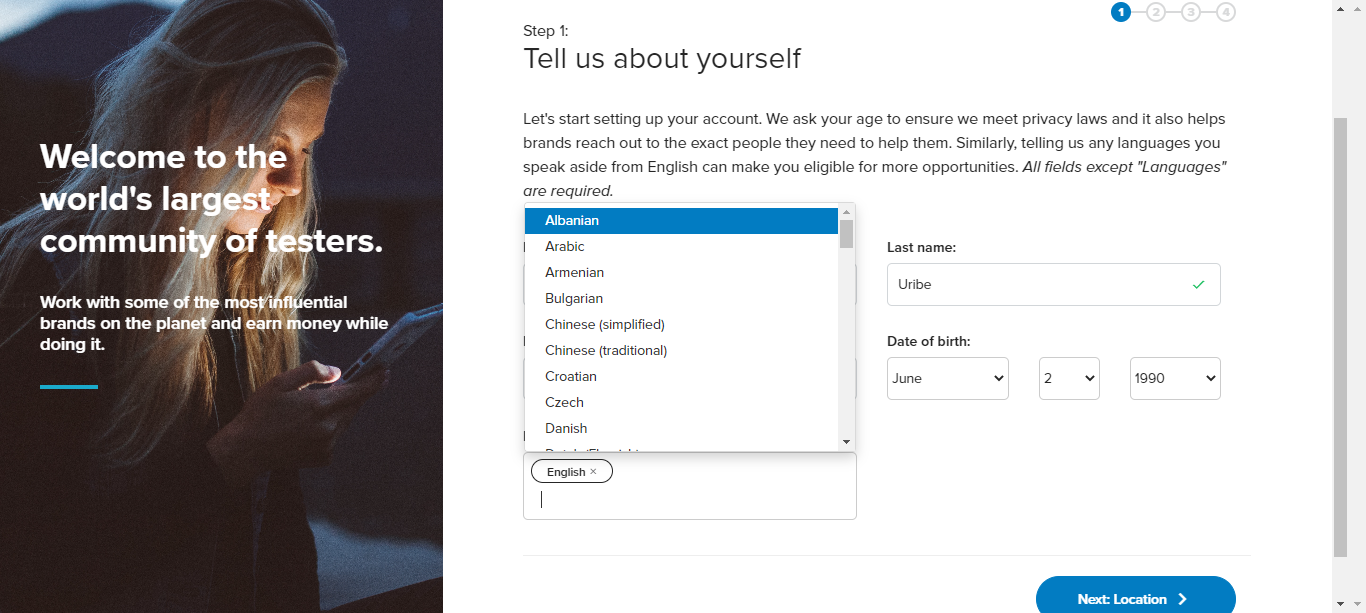 Welcome to the
world's largest
community of testers.
Work with some of the most influential
brands on the planet and earn money while
doing it.
1 2 3 4
Step 1:
Tell us about yourself
Let's start setting up your account. We ask your age to ensure we meet privacy laws and it also helps
brands reach out to the exact people they need to help them. Similarly, telling us any languages you
speak aside from English can make you eligible for more opportunities. All fields except "Languages"
are required.
Albanian
Arabic
Armenian
Bulgarian
Chinese (simplified)
Chinese (traditional)
Croatian
Czech
Danish
English ×
Last name:
Uribe
Date of birth:
June 2 1990
Next: Location